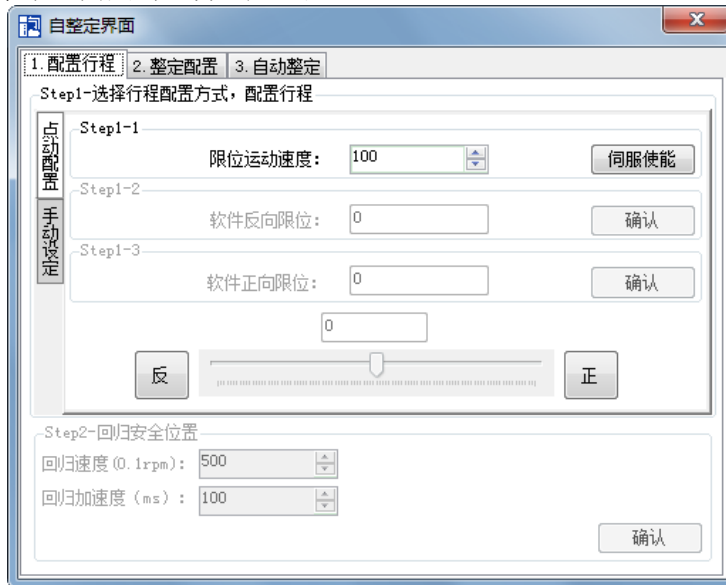 自整定界面
1.配置行程 2.整定配置 3.自动整定
Step1-选择行程配置方式，配置行程
点动配置
手动设定
Step1-1
限位运动速度： 100 伺服使能
Step1-2
软件反向限位： 0 确认
Step1-3
软件正向限位： 0 确认
0
反 正
Step2-回归安全位置
回归速度(0.1rpm)： 500
回归加速度（ms）： 100
确认